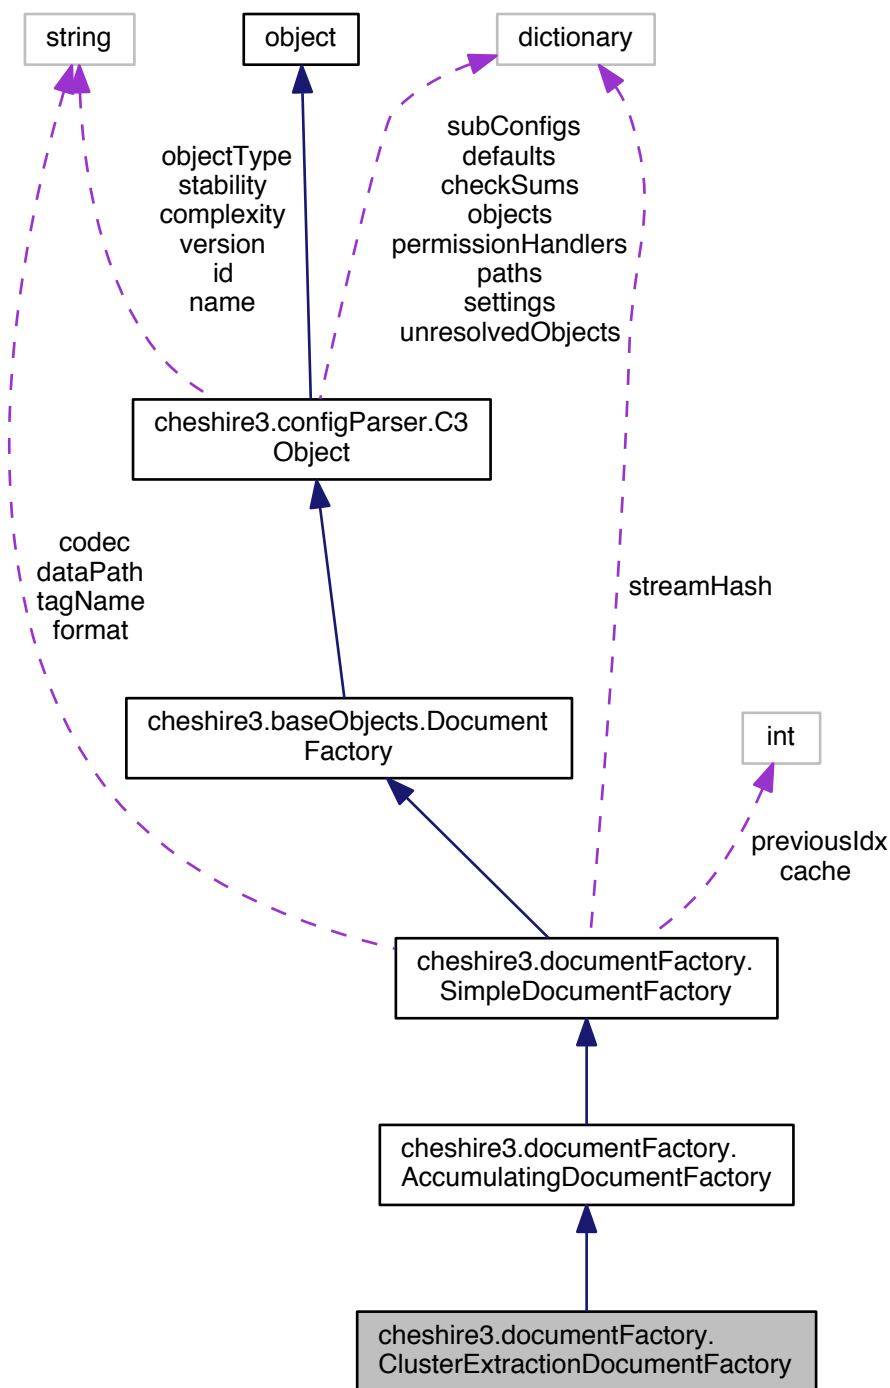 string
object
dictionary
objectType
stability
complexity
version
id
name
subConfigs
defaults
checkSums
objects
permissionHandlers
paths
settings
unresolvedObjects
cheshire3.configParser.C3
Object
codec
dataPath
tagName
format
streamHash
cheshire3.baseObjects.Document
Factory
int
previousIdx
cache
cheshire3.documentFactory.
SimpleDocumentFactory
cheshire3.documentFactory.
AccumulatingDocumentFactory
cheshire3.documentFactory.
ClusterExtractionDocumentFactory